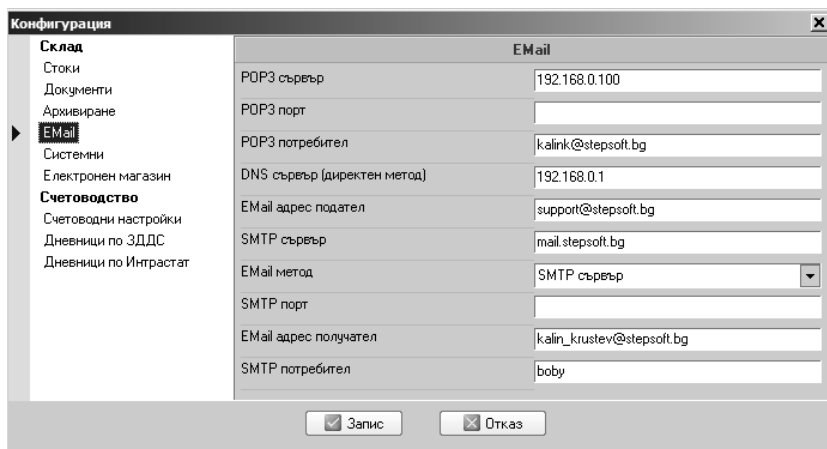 Конфигурация
Склад
Стоки
Документи
Архивиране
EMail
Системни
Електронен магазин
Счетоводство
Счетоводни настройки
Дневници по ЗДДС
Дневници по Интрастат
EMail
POP3 сървър 192.168.0.100
POP3 порт
POP3 потребител kalink@stepsoft.bg
DNS сървър (директен метод) 192.168.0.1
EMail адрес подател support@stepsoft.bg
SMTP сървър mail.stepsoft.bg
EMail метод SMTP сървър
SMTP порт
EMail адрес получател kalin_krustev@stepsoft.bg
SMTP потребител boby
Запис Отказ